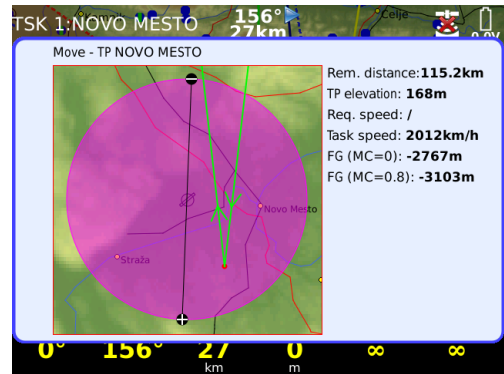 TSK 1:NOVO MESTO
156°
27km
Celje
0.0V
Move - TP NOVO MESTO
Rem. distance:115.2km
TP elevation: 168m
Req. speed: /
Task speed: 2012km/h
FG (MC=0): -2767m
FG (MC=0.8): -3103m
Novo Mesto
Straža
0° 156° 27 0 ∞ ∞
km m